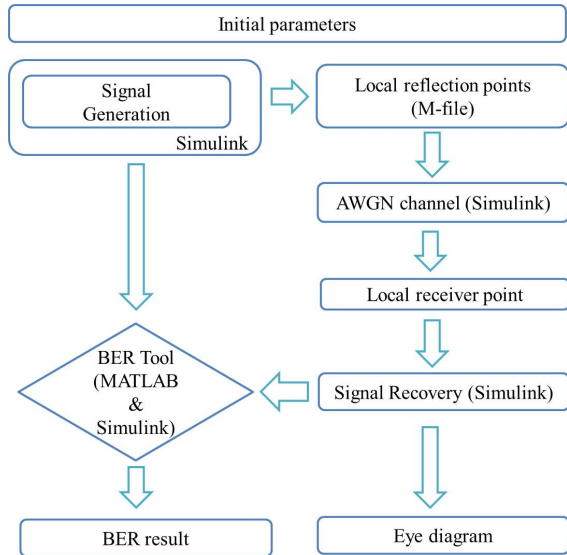 Initial parameters
Signal
Generation
Simulink
Local reflection points
(M-file)
AWGN channel (Simulink)
Local receiver point
BER Tool
(MATLAB
&
Simulink)
Signal Recovery (Simulink)
BER result
Eye diagram